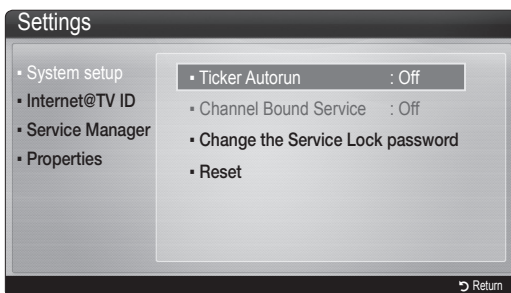 Settings
System setup
Internet@TV ID
Service Manager
Properties
Ticker Autorun : Off
Channel Bound Service : Off
Change the Service Lock password
Reset
Return